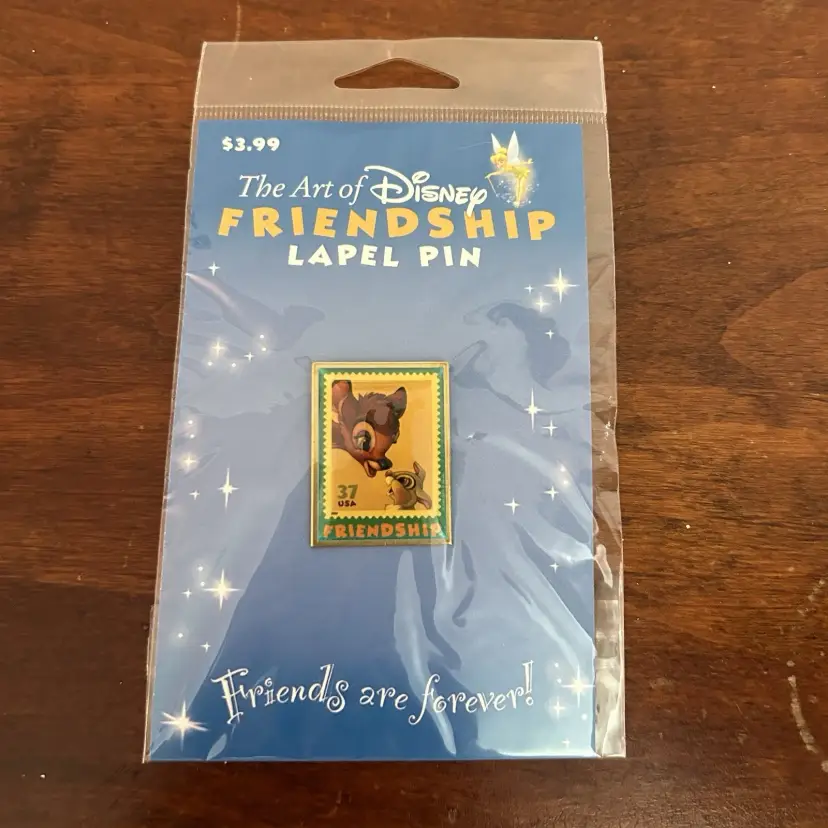 $3.99
The Art of Disney
FRIENDSHIP
LAPEL PIN
37
USA
FRIENDSHIP
Friends are forever!